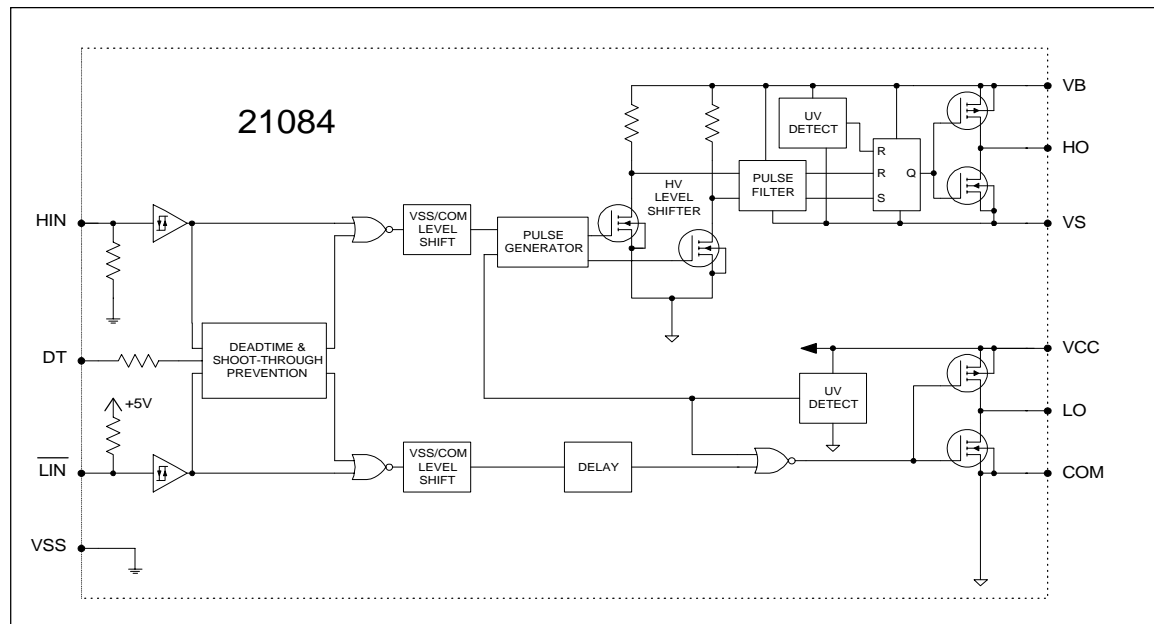 21084
VB
HO
VS
UV
DETECT
R
R
S
Q
PULSE
FILTER
HV
LEVEL
SHIFTER
HIN
VSS/COM
LEVEL
SHIFT
PULSE
GENERATOR
DT
DEADTIME &
SHOOT-THROUGH
PREVENTION
+5V
LIN
VSS/COM
LEVEL
SHIFT
DELAY
UV
DETECT
VCC
LO
COM
VSS